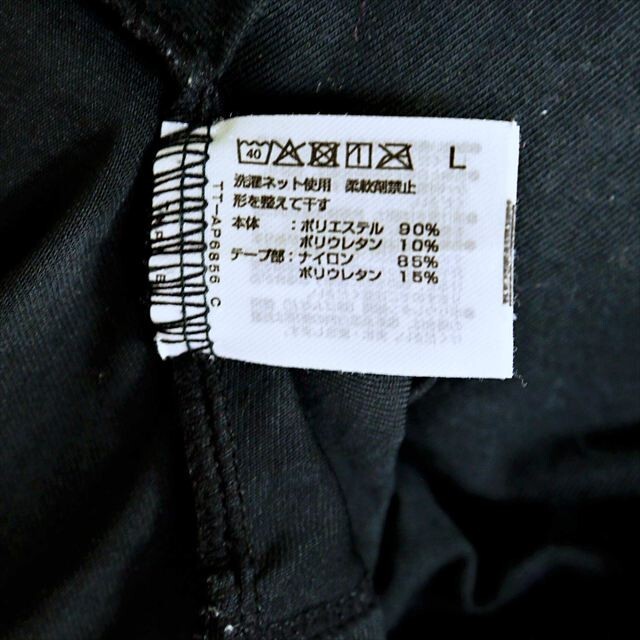 40 L
洗濯ネット使用 柔軟剤禁止
形を整えて干す
本体 : ポリエステル 90%
ポリウレタン 10%
テープ部 : ナイロン 85%
ポリウレタン 15%
TT-AP6856 C